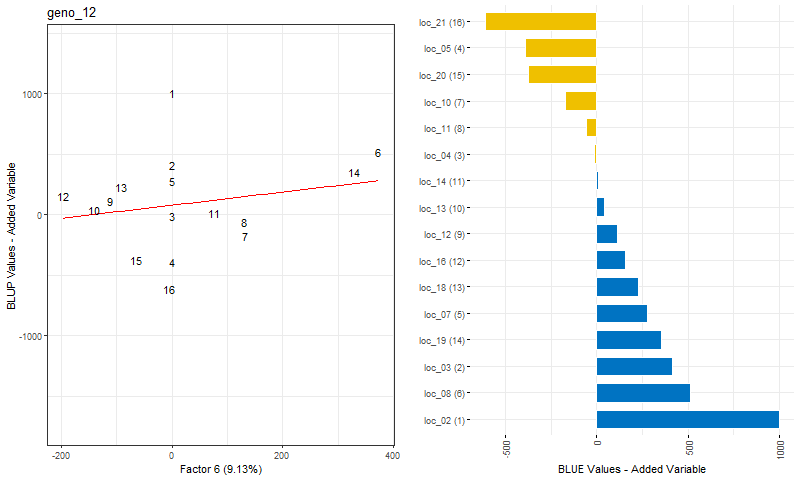 geno_12
BLUP Values - Added Variable
1000
0
-1000
1
2
5
3
4
16
15
12
10
9
13
11
8
7
14
6
-200
0
200
400
Factor 6 (9.13%)
loc_21 (16)
loc_05 (4)
loc_20 (15)
loc_10 (7)
loc_11 (8)
loc_04 (3)
loc_14 (11)
loc_13 (10)
loc_12 (9)
loc_16 (12)
loc_18 (13)
loc_07 (5)
loc_19 (14)
loc_03 (2)
loc_08 (6)
loc_02 (1)
-500
0
500
1000
BLUE Values - Added Variable